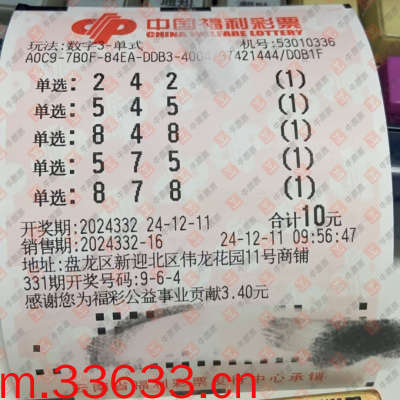 中国福利彩票
CHINA WELFARE LOTTERY
玩法:数字3-单式 机号:53010336
单选: 2 4 2 (1)
单选: 5 4 5 (1)
单选: 8 4 8 (1)
单选: 5 7 5 (1)
单选: 8 7 8 (1)
开奖期:2024332 24-12-11 合计10元
销售期:2024332-16 24-12-11 09:56:47
地址:盘龙区新迎北区伟龙花园11号商铺
331期开奖号码:9-6-4
感谢您为福彩公益事业贡献3.40元
m.33633.cn